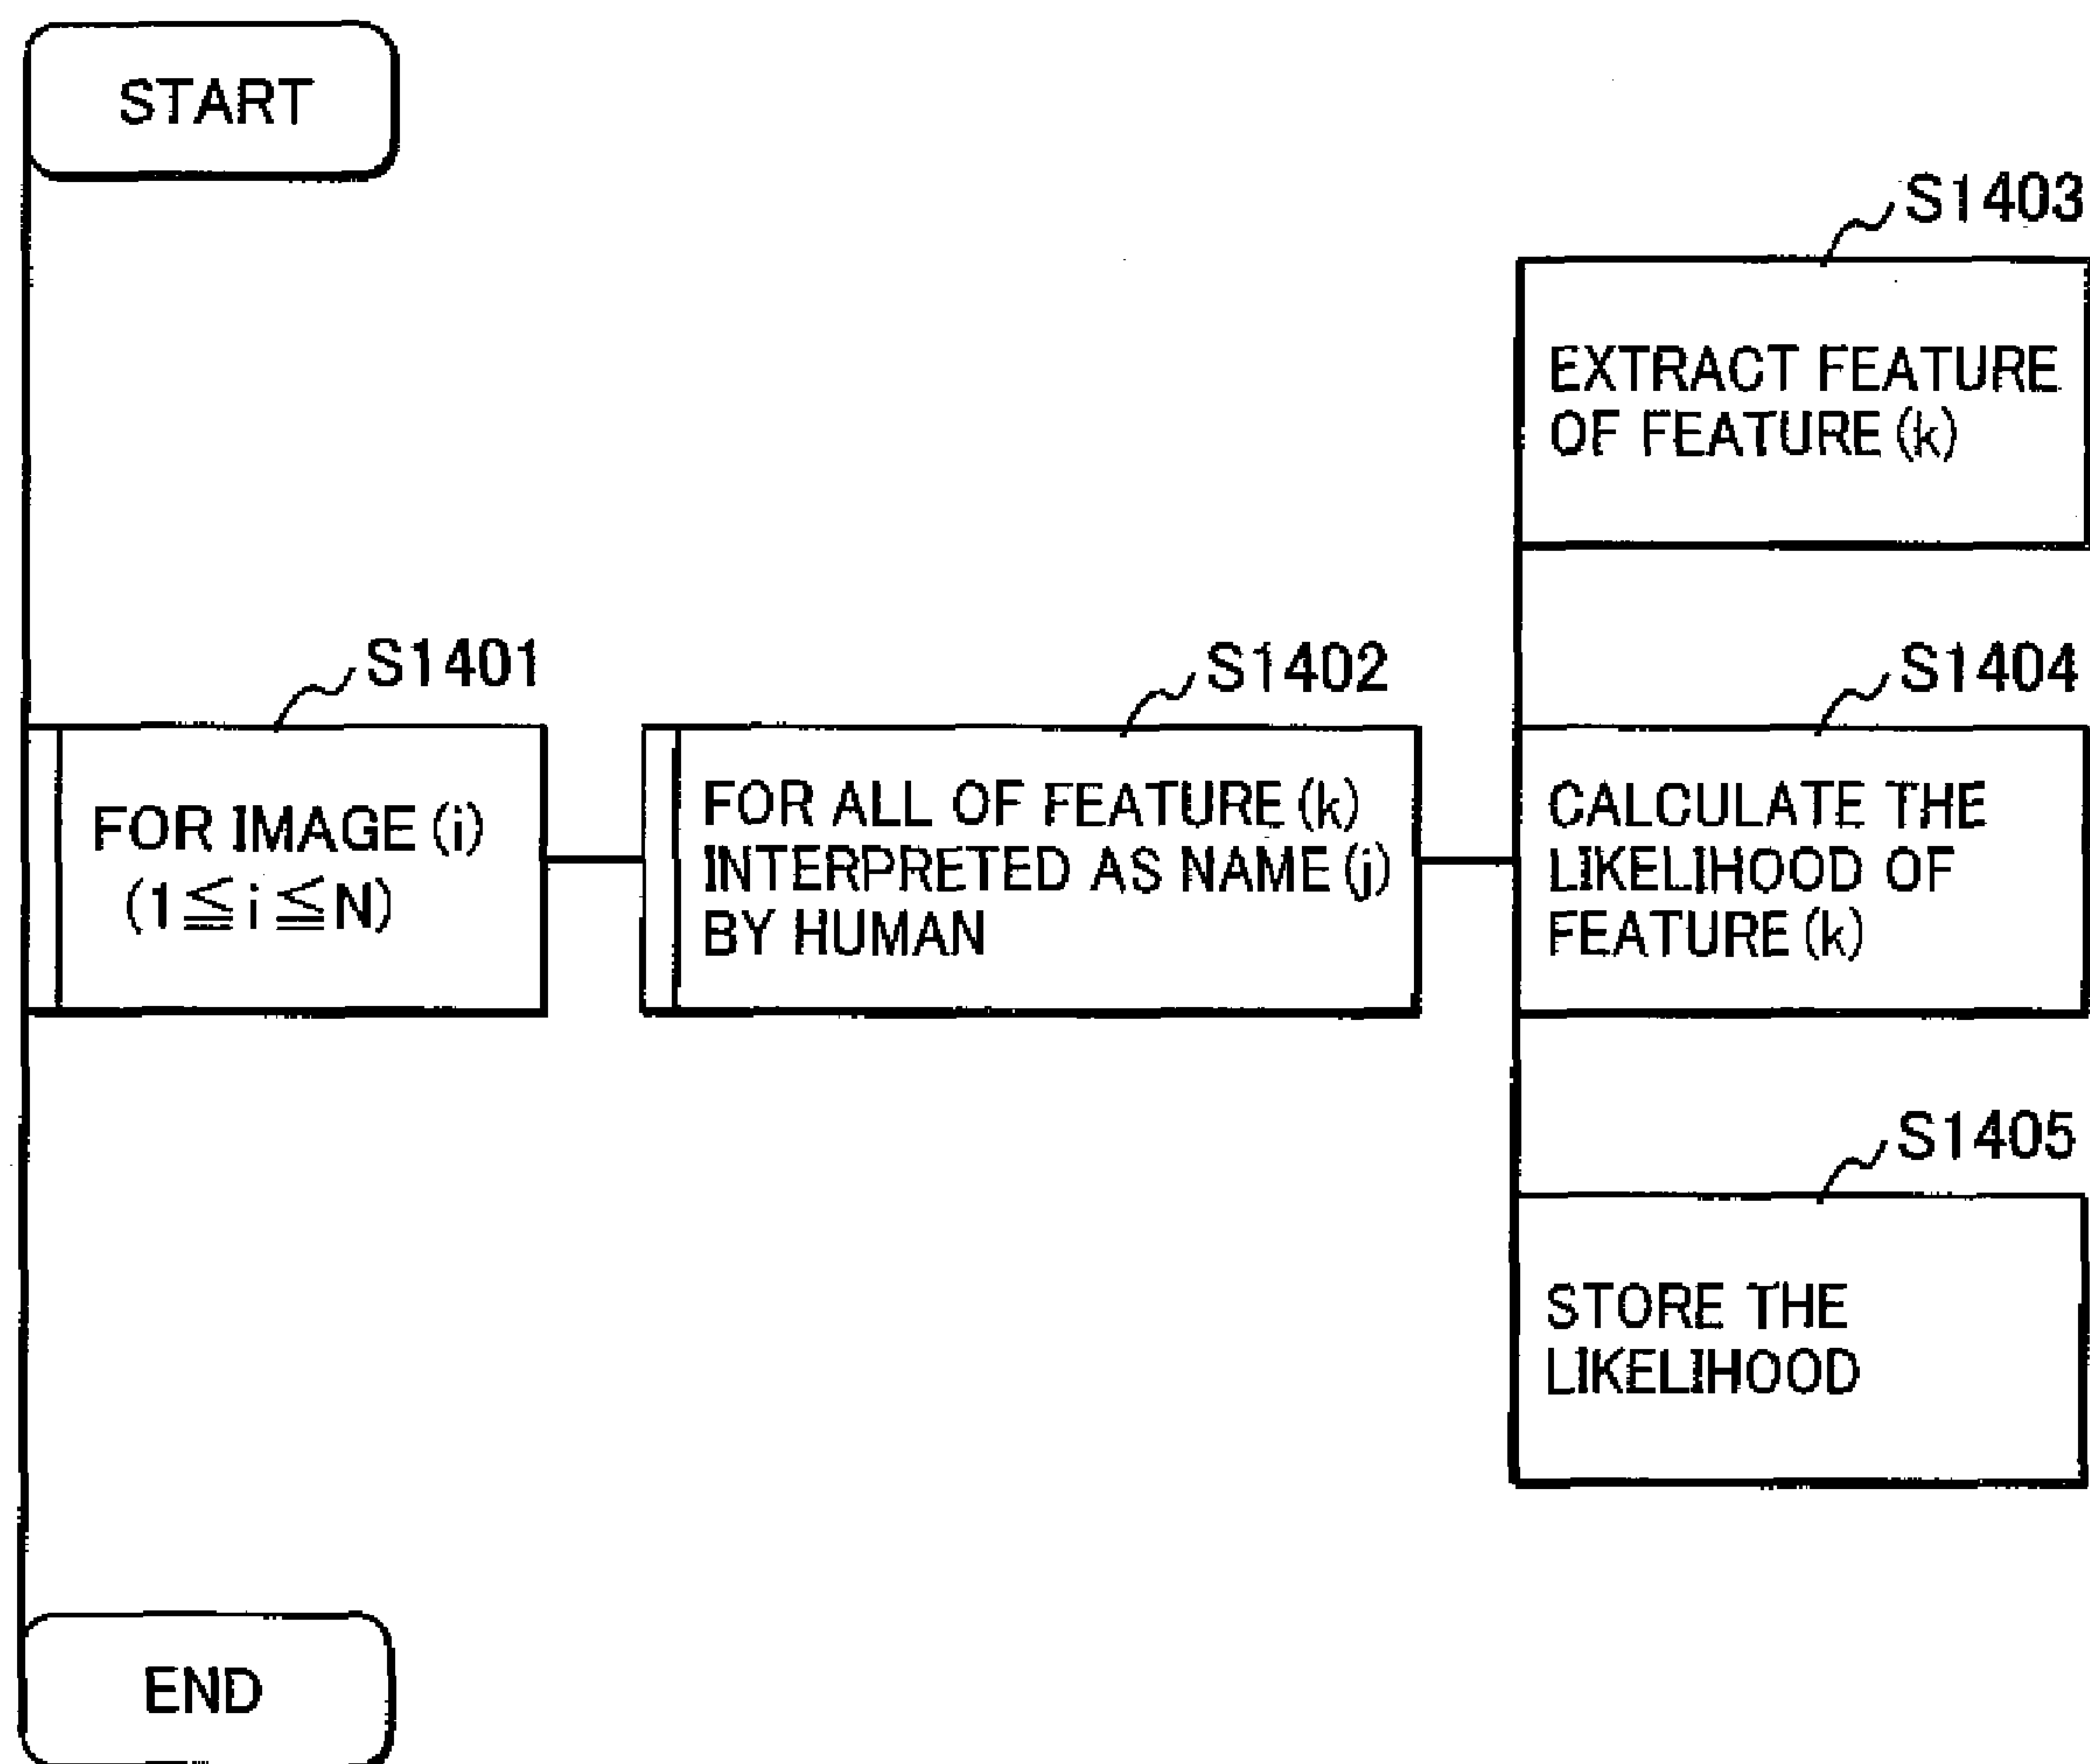 START
S1401
FOR IMAGE (i)
(1≦i≦N)
S1402
FOR ALL OF FEATURE (k)
INTERPRETED AS NAME (j)
BY HUMAN
S1403
EXTRACT FEATURE
OF FEATURE (k)
S1404
CALCULATE THE
LIKELIHOOD OF
FEATURE (k)
S1405
STORE THE
LIKELIHOOD
END